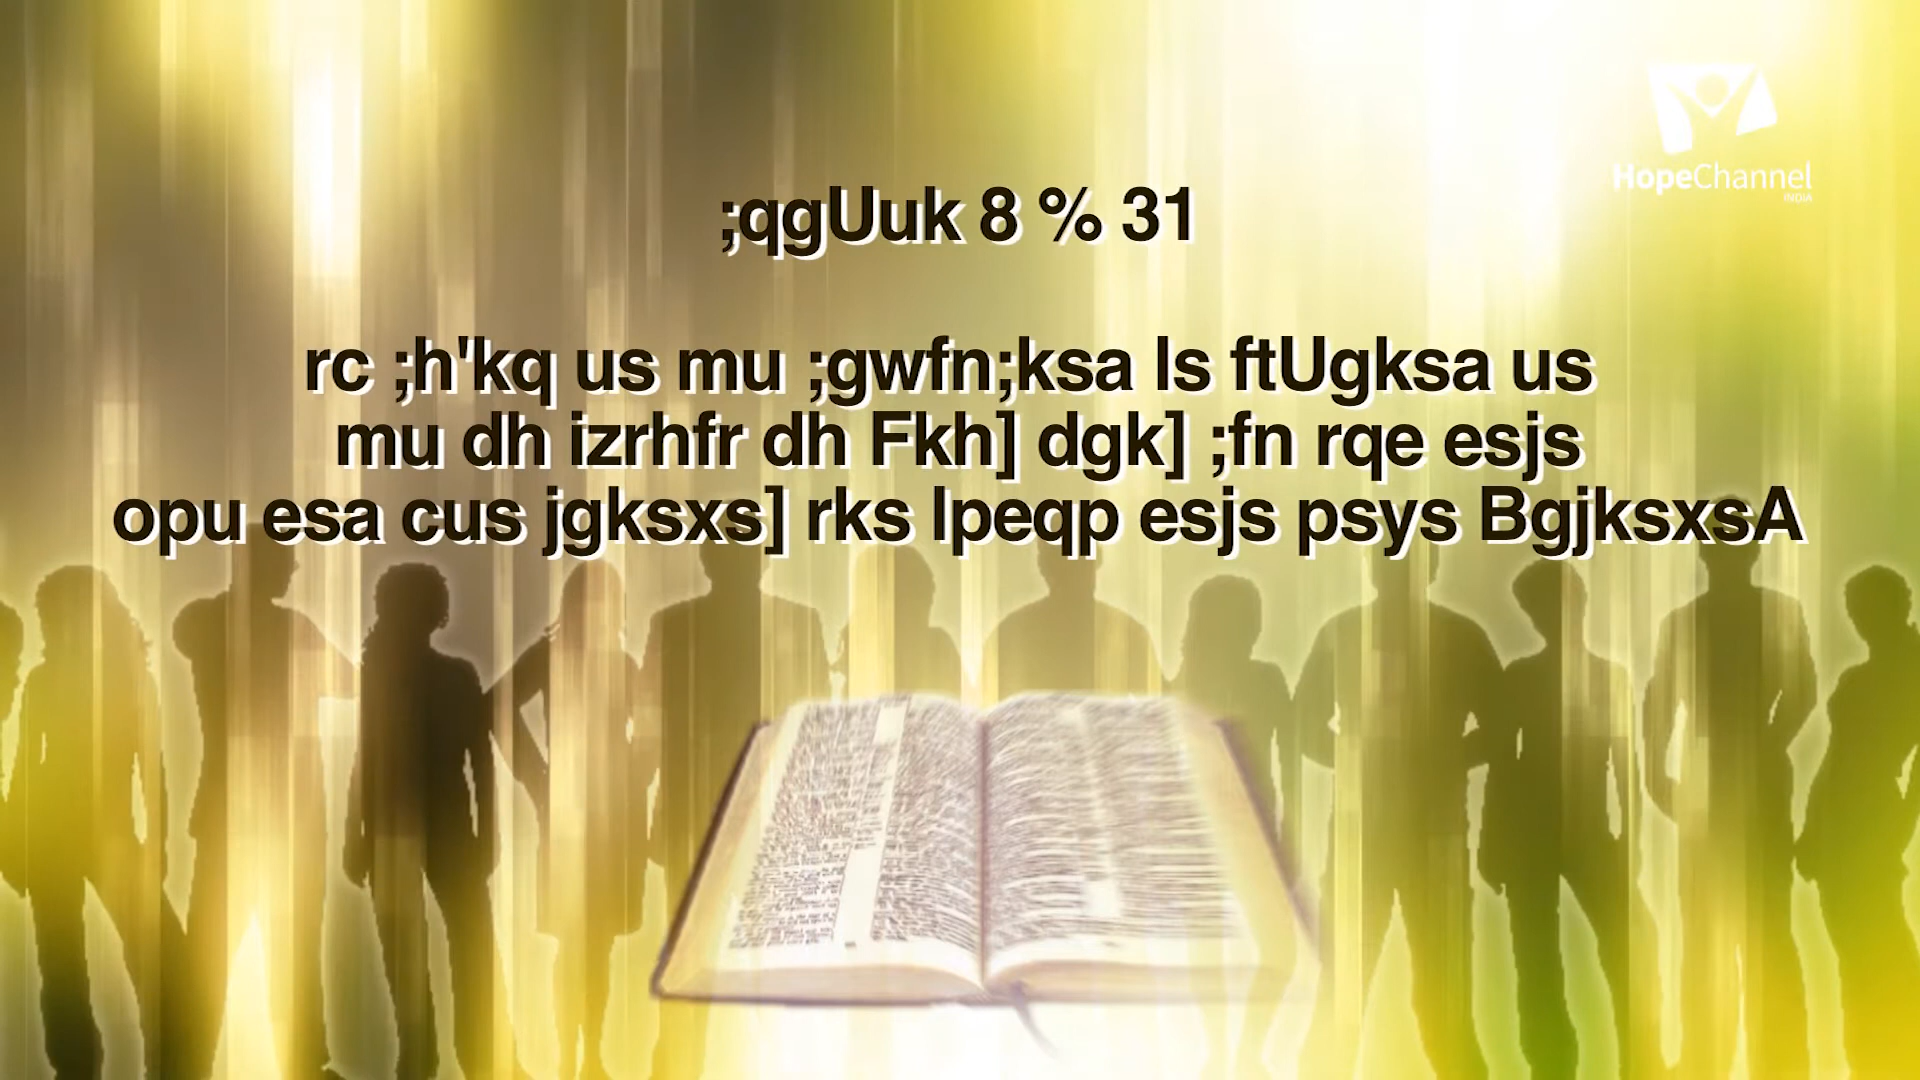 HopeChannel
INDIA
;qgUuk 8 % 31
rc ;h'kq us mu ;gwfn;ksa ls ftUgksa us
mu dh izrhfr dh Fkh] dgk] ;fn rqe esjs
opu esa cus jgksxs] rks lpeqp esjs psys BgjksxsA